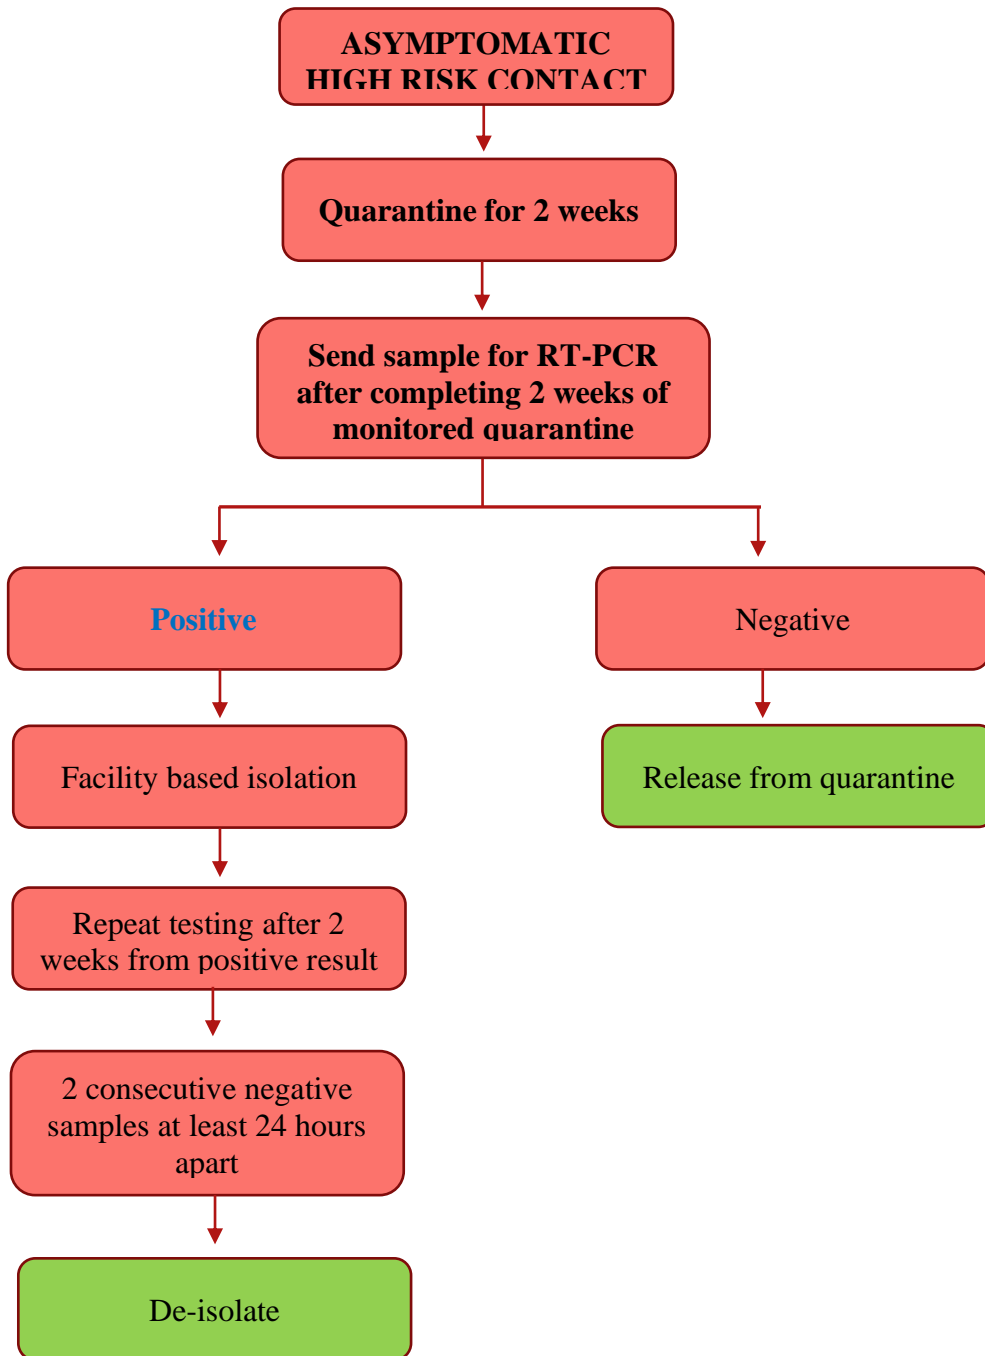 ASYMPTOMATIC
HIGH RISK CONTACT
Quarantine for 2 weeks
Send sample for RT-PCR
after completing 2 weeks of
monitored quarantine
Positive
Negative
Facility based isolation
Release from quarantine
Repeat testing after 2
weeks from positive result
2 consecutive negative
samples at least 24 hours
apart
De-isolate